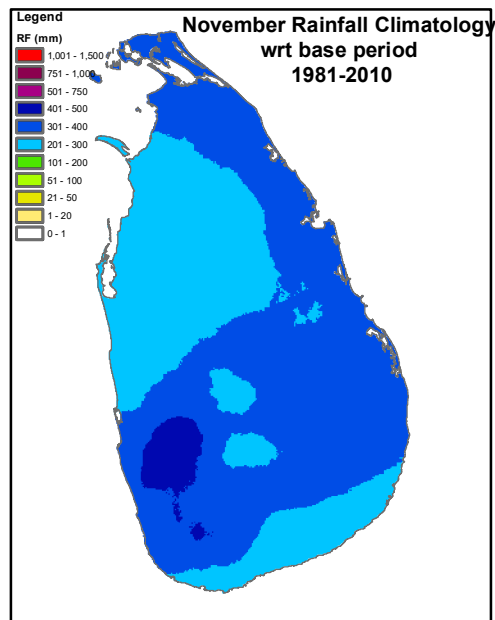 November Rainfall Climatology
wrt base period
1981-2010
Legend
RF (mm)
1,001 - 1,500
751 - 1,000
501 - 750
401 - 500
301 - 400
201 - 300
101 - 200
51 - 100
21 - 50
1 - 20
0 - 1